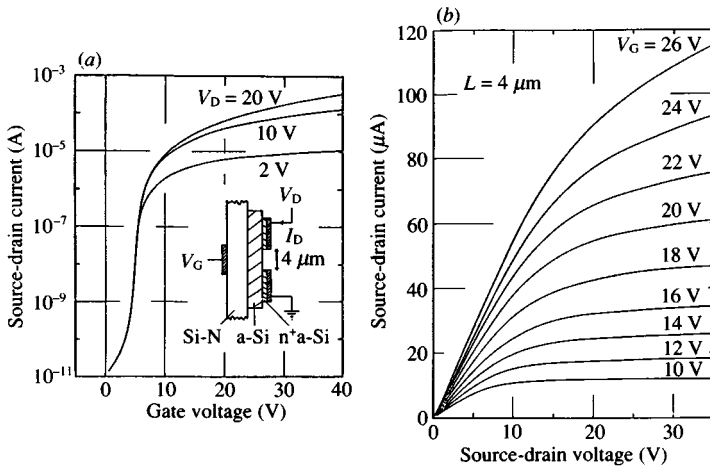 (a)
Source-drain current (A)
10⁻³
10⁻⁵
10⁻⁷
10⁻⁹
10⁻¹¹
V_D = 20 V
10 V
2 V
V_D
I_D
4 μm
V_G
Si-N
a-Si
n⁺a-Si
0
10
20
30
40
Gate voltage (V)
(b)
Source-drain current (μA)
120
100
80
60
40
20
0
L = 4 μm
V_G = 26 V
24 V
22 V
20 V
18 V
16 V
14 V
12 V
10 V
0
10
20
30
Source-drain voltage (V)